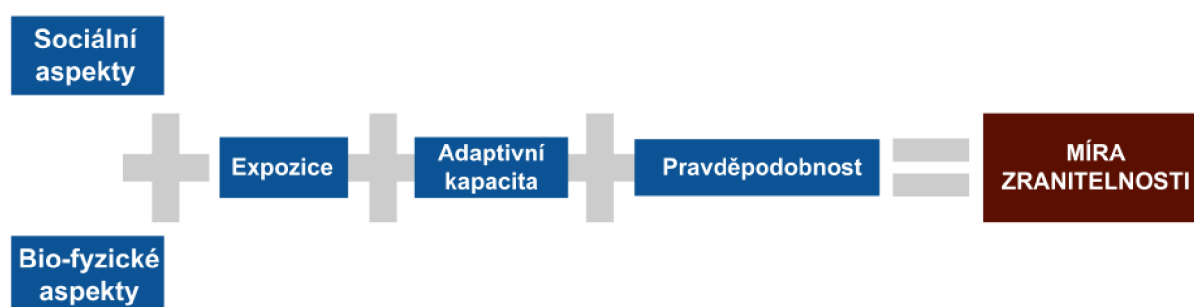 Sociální
aspekty
Expozice
Adaptivní
kapacita
Pravděpodobnost
MÍRA
ZRANITELNOSTI
Bio-fyzické
aspekty